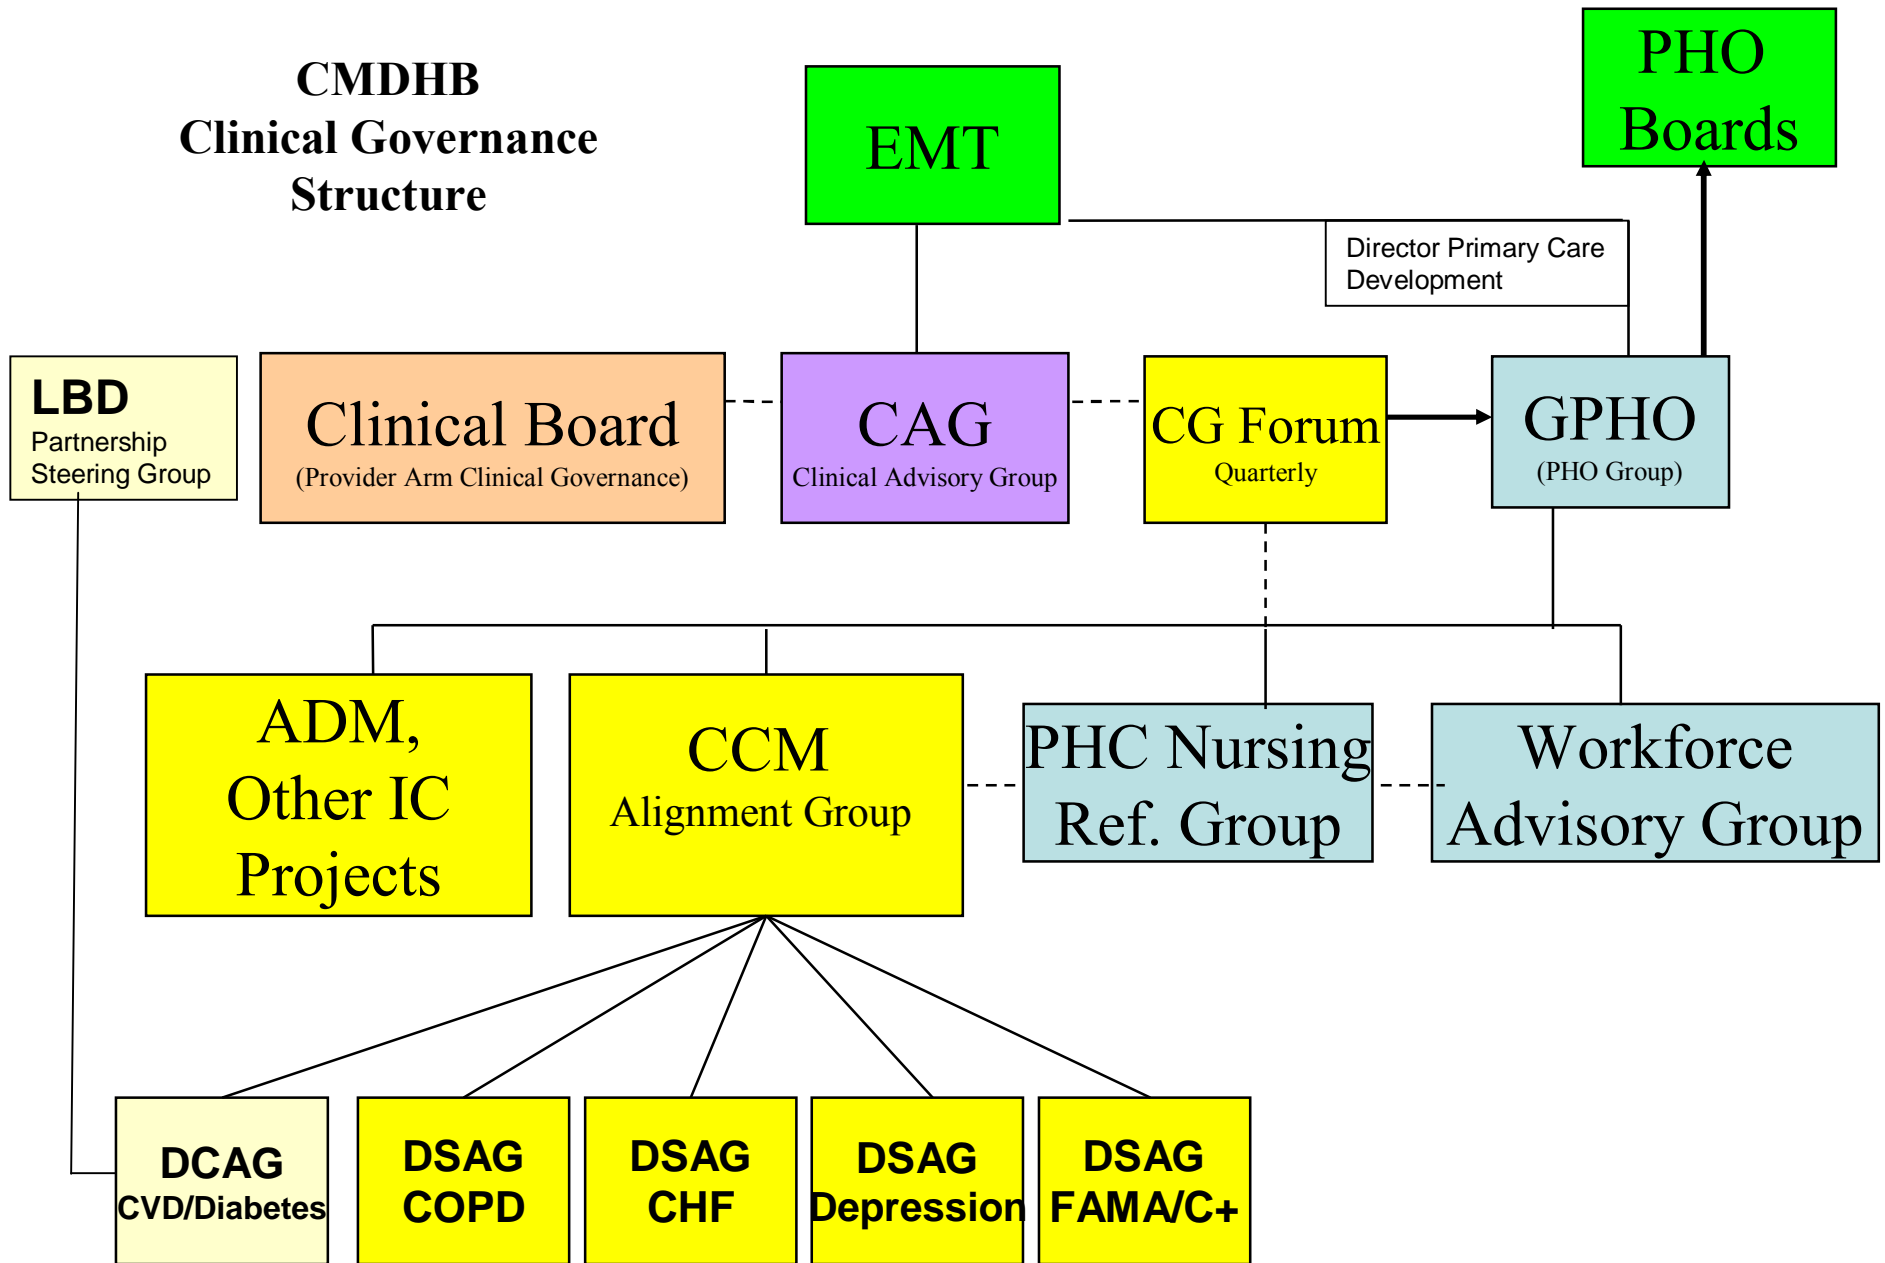 CMDHB
Clinical Governance
Structure
EMT
PHO
Boards
Director Primary Care
Development
LBD
Partnership
Steering Group
Clinical Board
(Provider Arm Clinical Governance)
CAG
Clinical Advisory Group
CG Forum
Quarterly
GPHO
(PHO Group)
ADM,
Other IC
Projects
CCM
Alignment Group
PHC Nursing
Ref. Group
Workforce
Advisory Group
DCAG
CVD/Diabetes
DSAG
COPD
DSAG
CHF
DSAG
Depression
DSAG
FAMA/C+